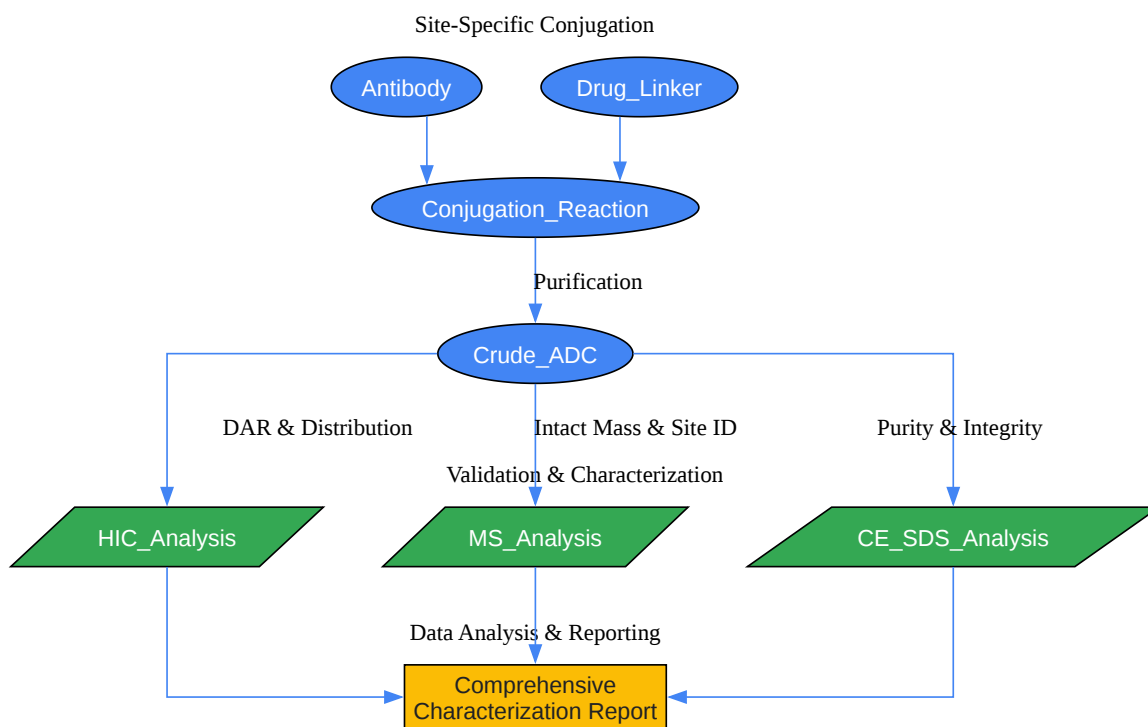 Site-Specific Conjugation
Antibody
Drug_Linker
Conjugation_Reaction
Purification
Crude_ADC
DAR & Distribution
Intact Mass & Site ID
Purity & Integrity
Validation & Characterization
HIC_Analysis
MS_Analysis
CE_SDS_Analysis
Data Analysis & Reporting
Comprehensive
Characterization Report